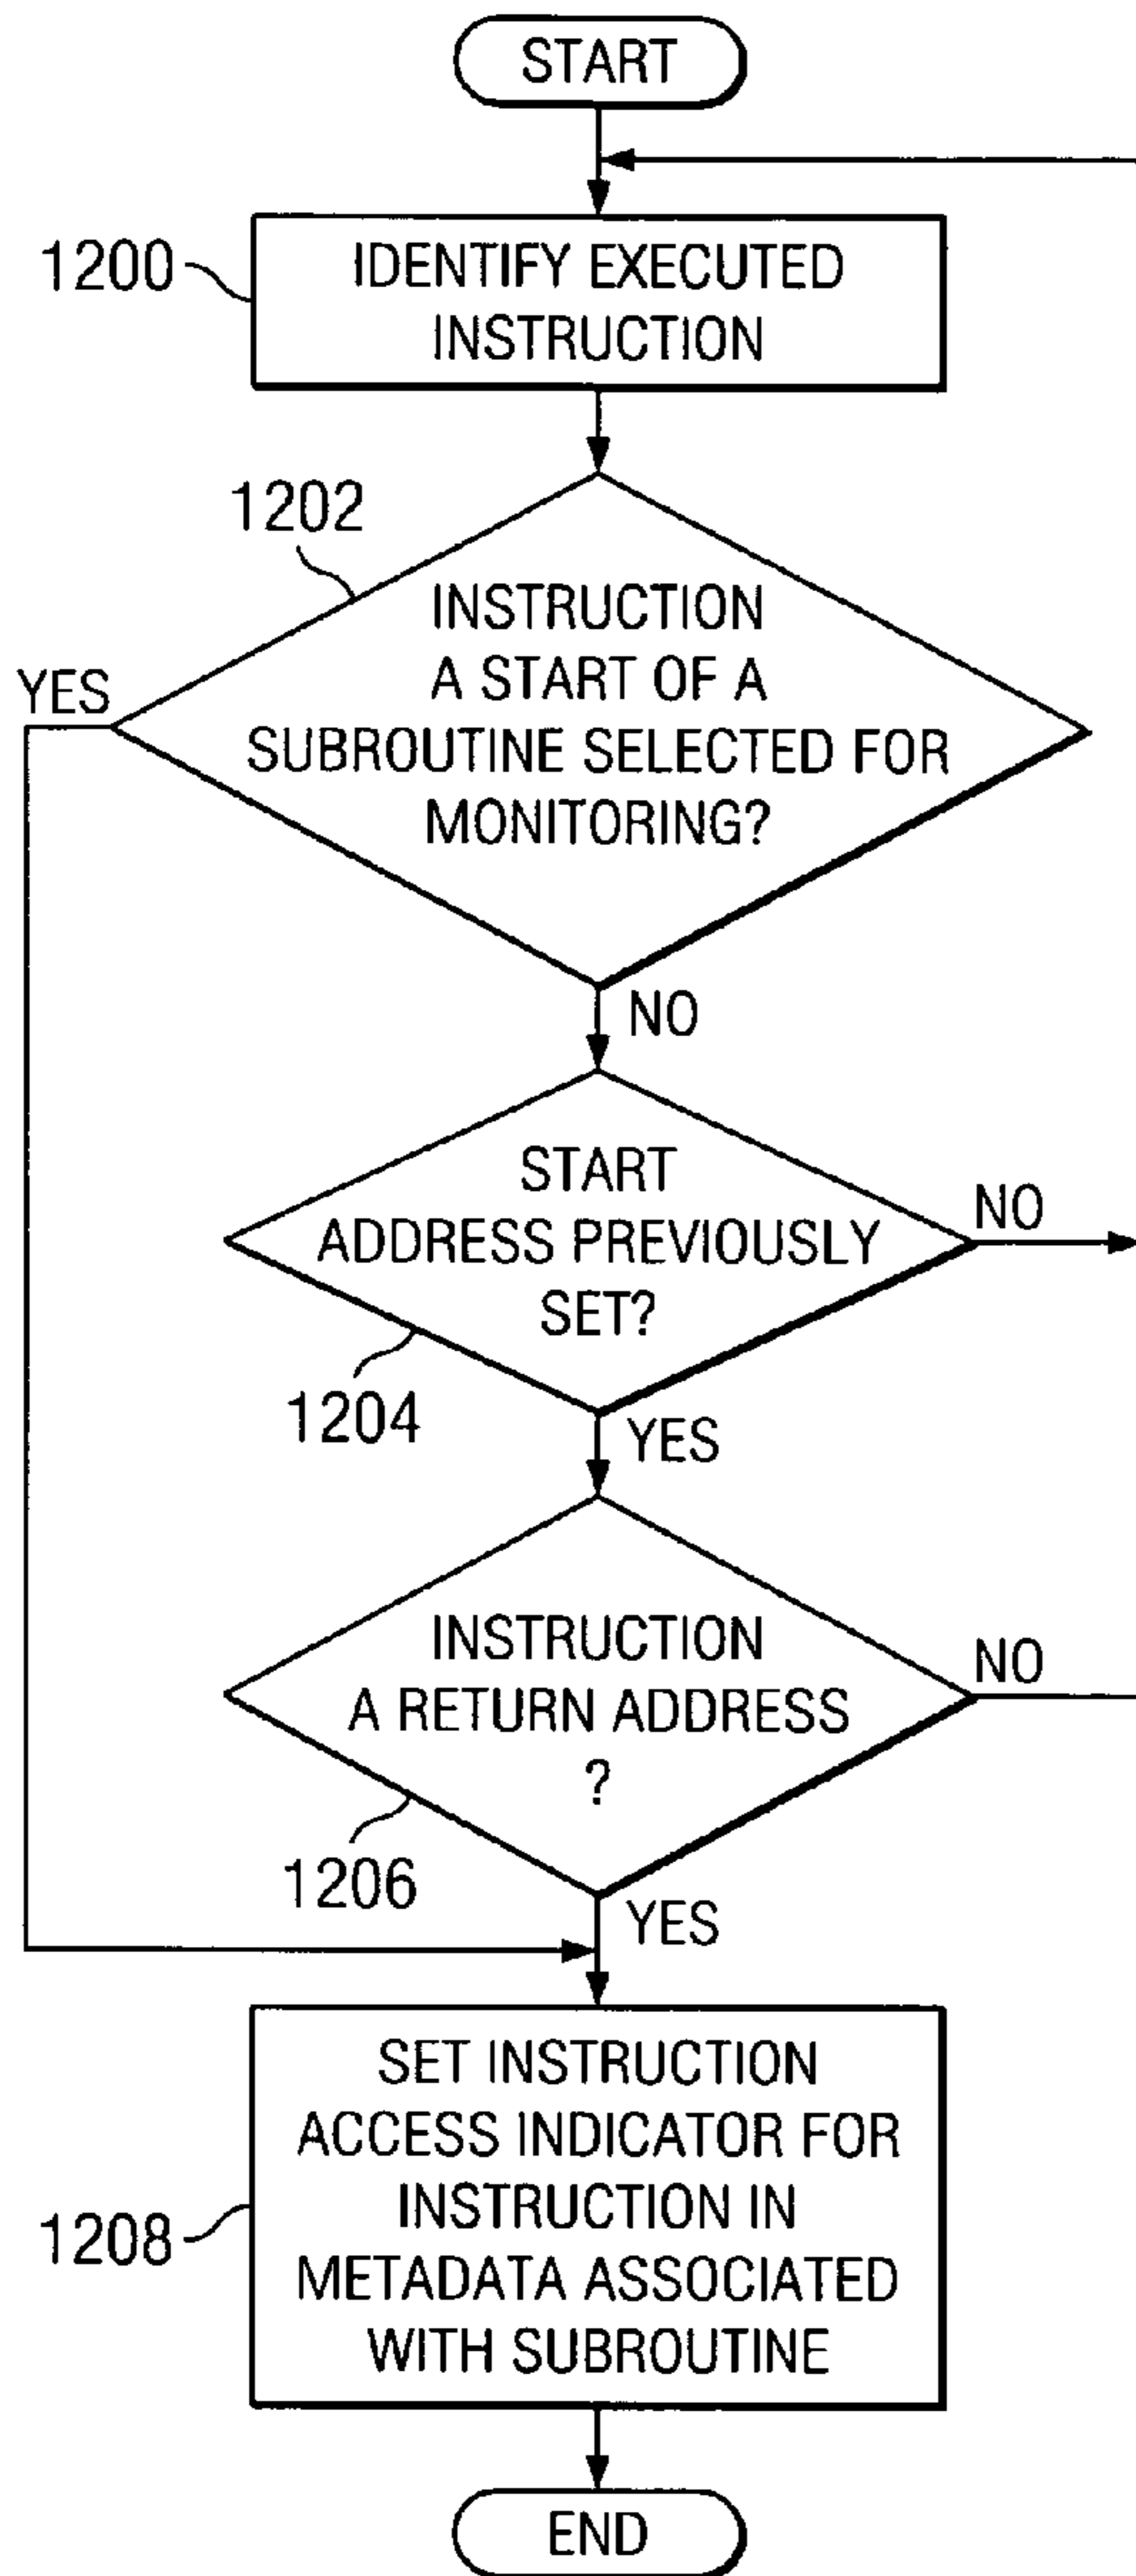 START
1200
IDENTIFY EXECUTED
INSTRUCTION
1202
INSTRUCTION
A START OF A
SUBROUTINE SELECTED FOR
MONITORING?
YES
NO
START
ADDRESS PREVIOUSLY
SET?
NO
1204
YES
INSTRUCTION
A RETURN ADDRESS
?
NO
1206
YES
SET INSTRUCTION
ACCESS INDICATOR FOR
INSTRUCTION IN
METADATA ASSOCIATED
WITH SUBROUTINE
1208
END